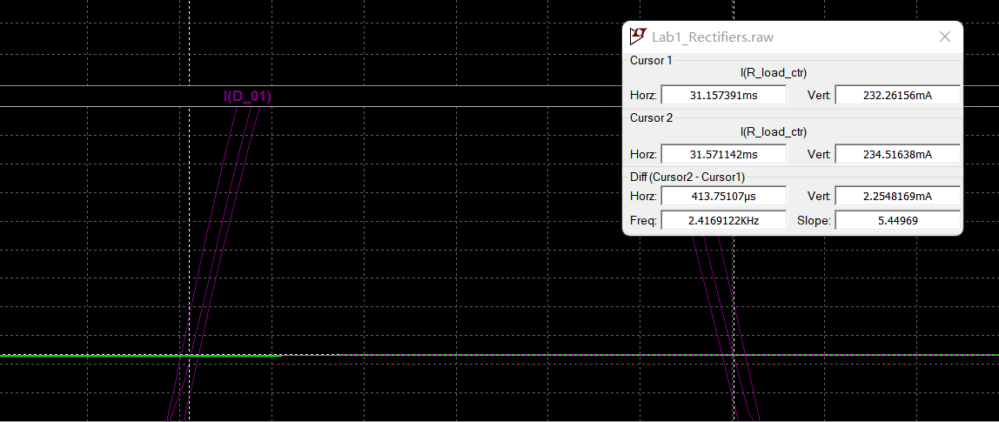 I(D_01)
Lab1_Rectifiers.raw
Cursor 1
I(R_load_ctr)
Horz: 31.157391ms Vert: 232.26156mA
Cursor 2
I(R_load_ctr)
Horz: 31.571142ms Vert: 234.51638mA
Diff (Cursor2 - Cursor1)
Horz: 413.75107µs Vert: 2.2548169mA
Freq: 2.4169122KHz Slope: 5.44969